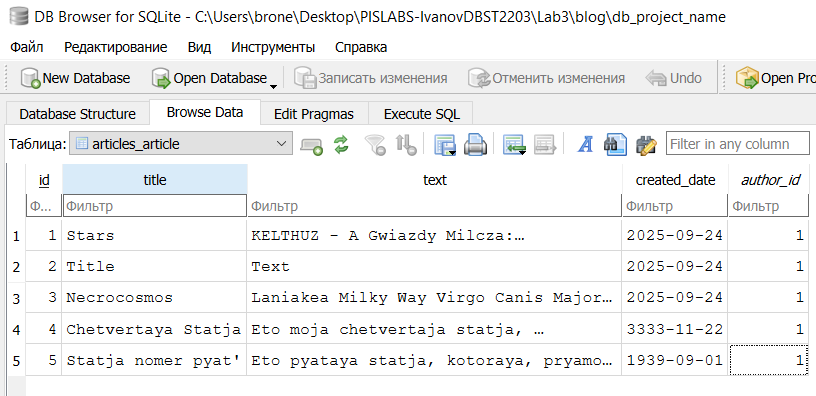 DB Browser for SQLite - C:\Users\brone\Desktop\PISLABS-IvanovDBST2203\Lab3\blog\db_project_name
Файл Редактирование Вид Инструменты Справка
New Database Open Database Записать изменения Отменить изменения Undo Open Pro
Database Structure Browse Data Edit Pragmas Execute SQL
Таблица: articles_article Filter in any column
id title text created_date author_id
Ф... Фильтр Фильтр Фильтр Фильтр
1 1 Stars KELTHUZ - A Gwiazdy Milcza:… 2025-09-24 1
2 2 Title Text 2025-09-24 1
3 3 Necrocosmos Laniakea Milky Way Virgo Canis Major… 2025-09-24 1
4 4 Chetvertaya Statja Eto moja chetvertaja statja, … 3333-11-22 1
5 5 Statja nomer pyat' Eto pyataya statja, kotoraya, pryamo… 1939-09-01 1